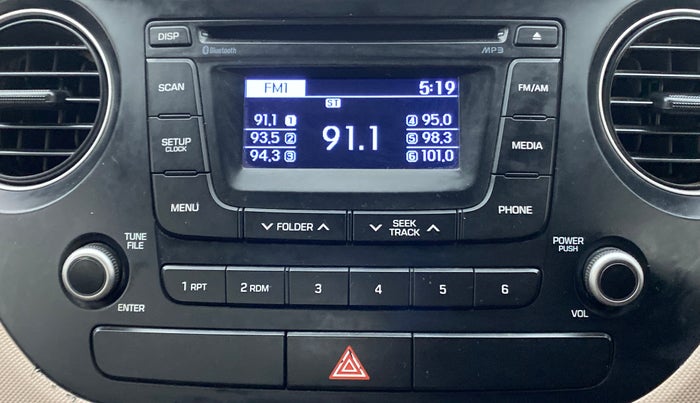 DISP
Bluetooth
MP3
SCAN
FM1
5:19
FM/AM
ST
91.1 1
4 95.0
SETUP
CLOCK
93.5 2
91.1
5 98.3
MEDIA
94.3 3
6 101.0
MENU
FOLDER
SEEK
TRACK
PHONE
TUNE
FILE
POWER
PUSH
1 RPT
2 RDM
3
4
5
6
ENTER
VOL